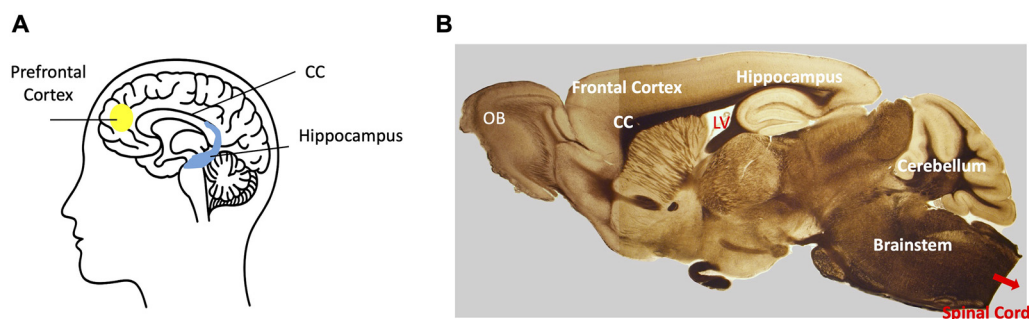 A
Prefrontal
Cortex
CC
Hippocampus
B
OB
Frontal Cortex
Hippocampus
CC
LV
Cerebellum
Brainstem
Spinal Cord